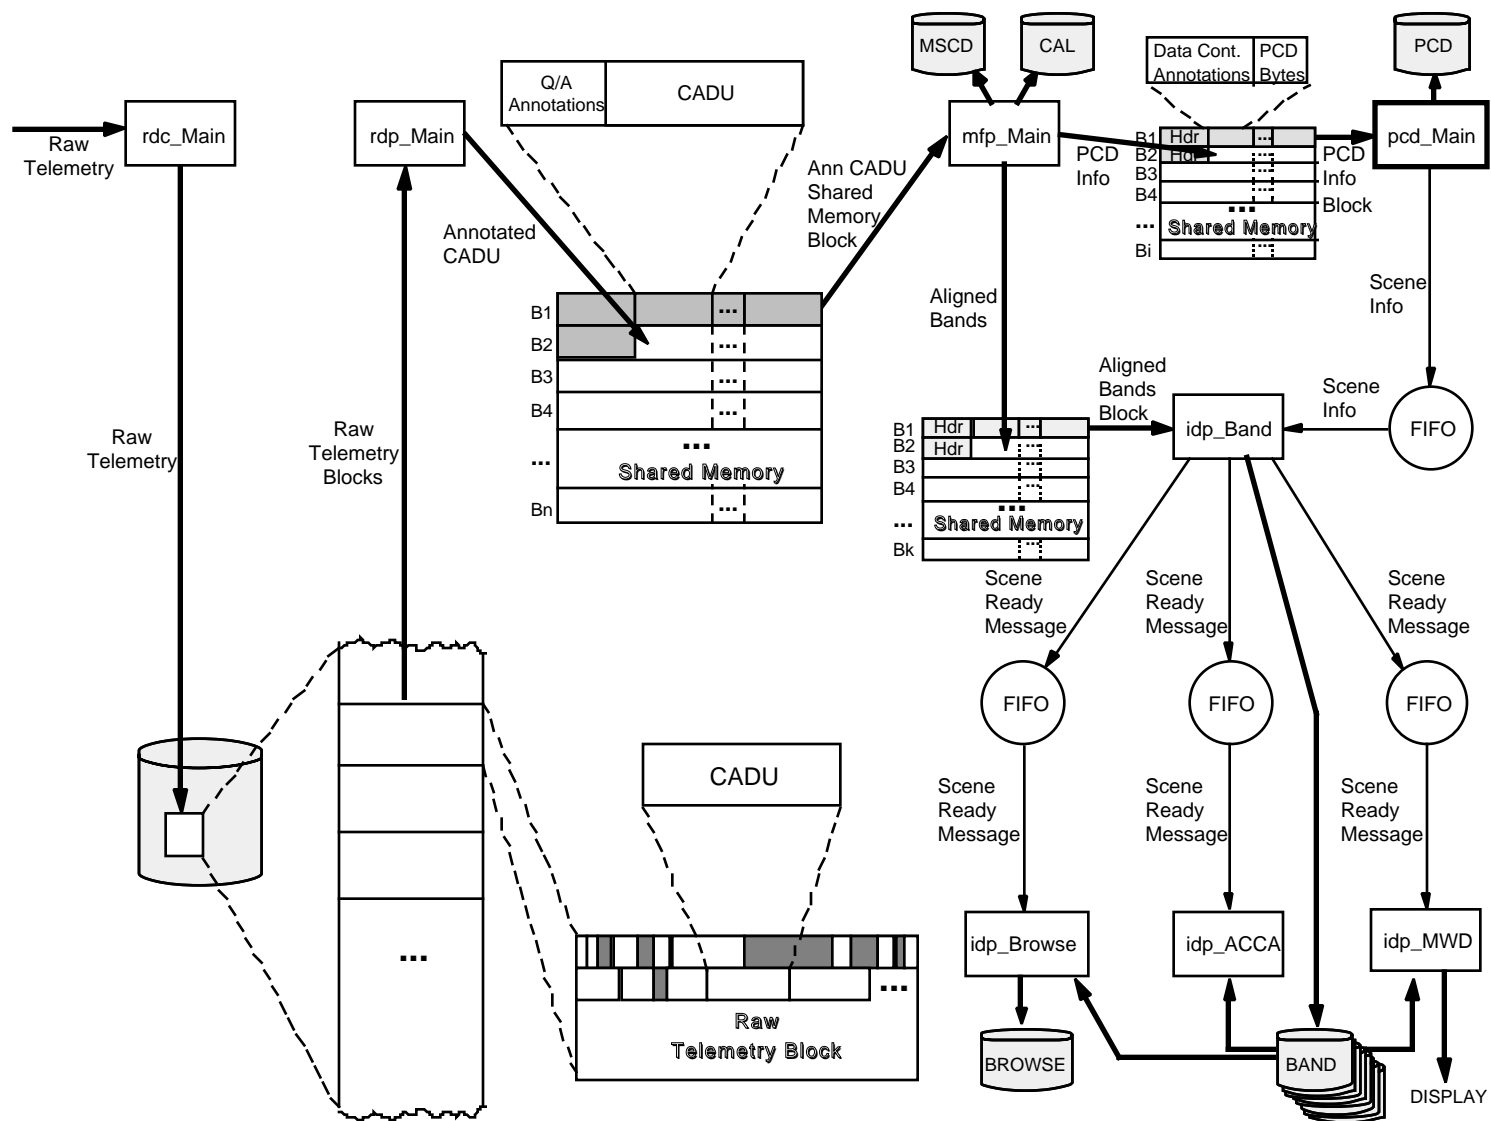 MSCD
CAL
Data Cont.
Annotations
PCD
Bytes
PCD
Q/A
Annotations
CADU
rdc_Main
Raw
Telemetry
rdp_Main
mfp_Main
PCD
Info
B1
Hdr
...
B2
Hdr
...
B3
...
B4
...
...
...
Shared Memory
Bi
...
PCD
Info
Block
pcd_Main
Ann CADU
Shared
Memory
Block
Annotated
CADU
Scene
Info
B1
...
B2
...
B3
...
B4
...
...
...
Shared Memory
Bn
...
Aligned
Bands
Aligned
Bands
Block
Scene
Info
FIFO
idp_Band
B1
Hdr
...
B2
Hdr
...
B3
...
B4
...
...
...
Shared Memory
Bk
...
Raw
Telemetry
Raw
Telemetry
Blocks
Scene
Ready
Message
Scene
Ready
Message
Scene
Ready
Message
FIFO
FIFO
FIFO
CADU
Scene
Ready
Message
Scene
Ready
Message
Scene
Ready
Message
idp_Browse
idp_ACCA
idp_MWD
...
...
Raw
Telemetry Block
BROWSE
BAND
DISPLAY